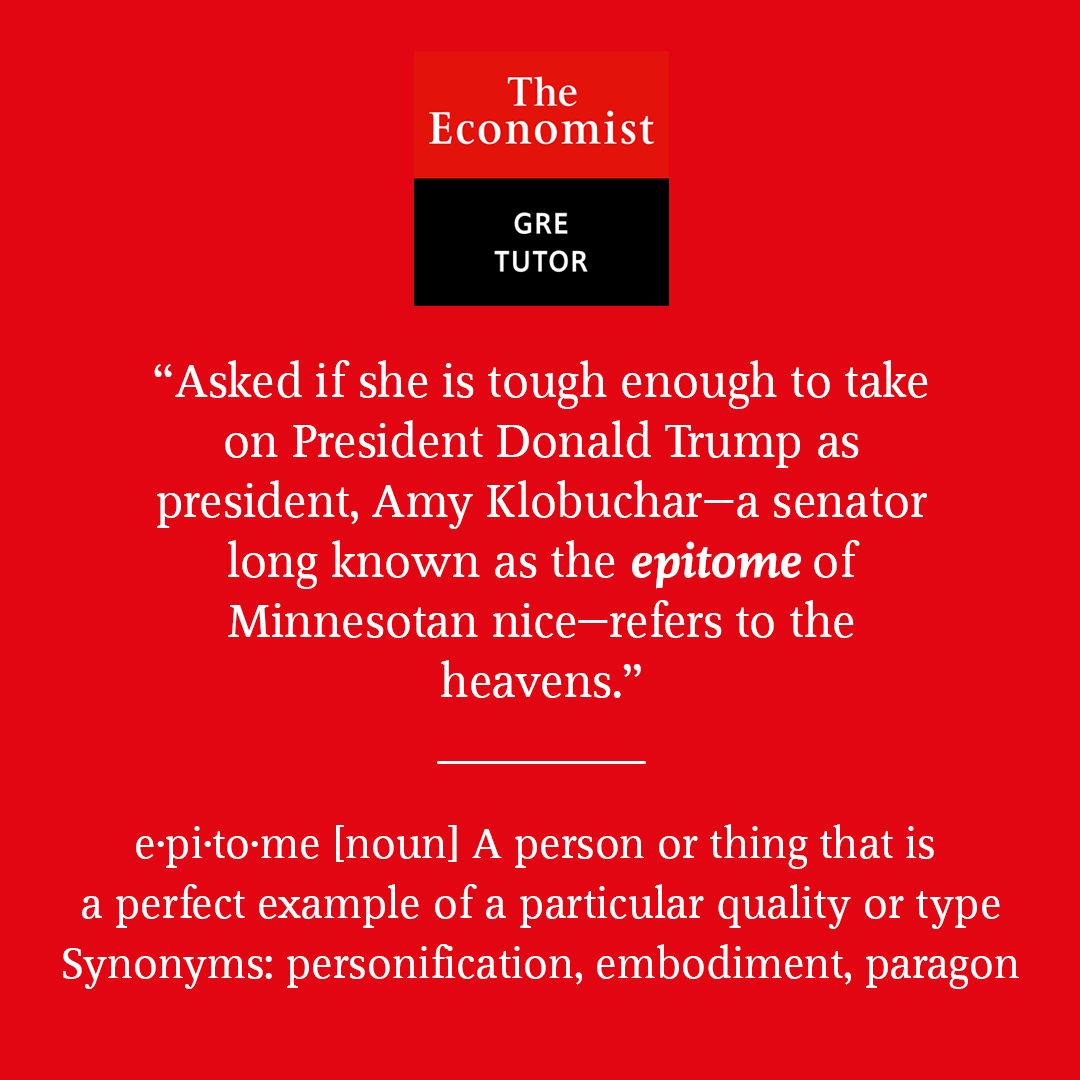 The
Economist
GRE
TUTOR
“Asked if she is tough enough to take
on President Donald Trump as
president, Amy Klobuchar—a senator
long known as the epitome of
Minnesotan nice—refers to the
heavens.”
e·pi·to·me [noun] A person or thing that is
a perfect example of a particular quality or type
Synonyms: personification, embodiment, paragon